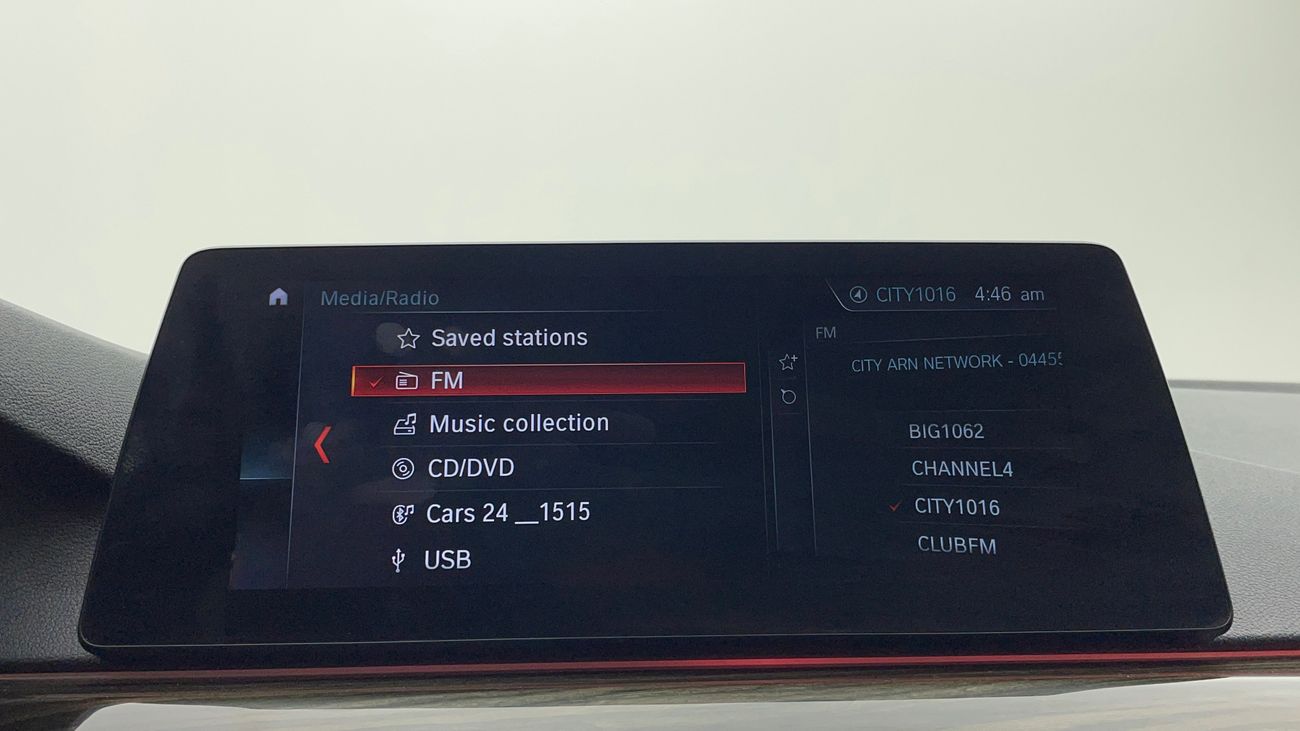 Media/Radio
CITY1016 4:46 am
Saved stations
FM
Music collection
CD/DVD
Cars 24 __1515
USB
FM
CITY ARN NETWORK - 0445
BIG1062
CHANNEL4
CITY1016
CLUBFM